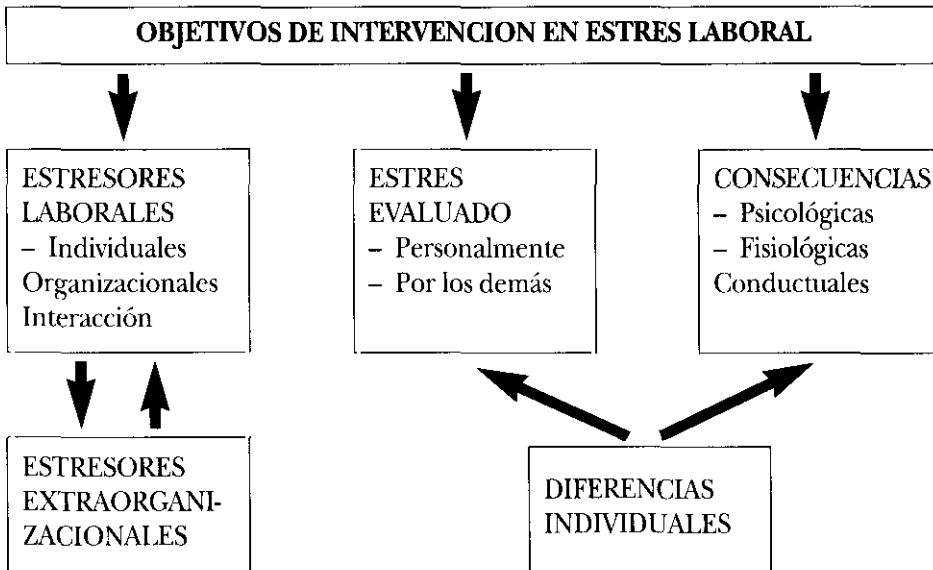 OBJETIVOS DE INTERVENCION EN ESTRES LABORAL
ESTRESORES
LABORALES
– Individuales
Organizacionales
Interacción
ESTRES
EVALUADO
– Personalmente
– Por los demás
CONSECUENCIAS
– Psicológicas
– Fisiológicas
Conductuales
ESTRESORES
EXTRAORGANI-
ZACIONALES
DIFERENCIAS
INDIVIDUALES